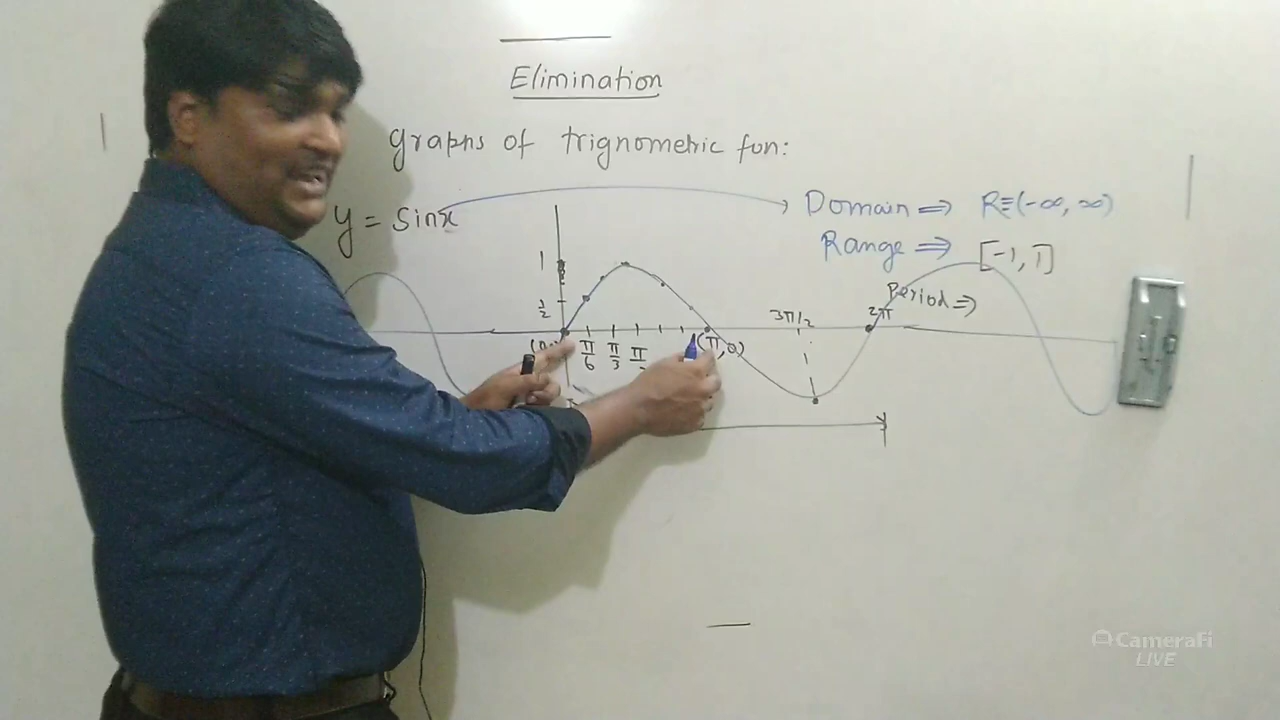 Elimination
graphs of trignometric fun:
y = Sinx
Domain ⇒ R≡(-∞, ∞)
Range ⇒ [-1, 1]
Period ⇒
1
1/2
π/6 π/3 π/
(π, 0)
3π/2
2π
CameraFi
LIVE